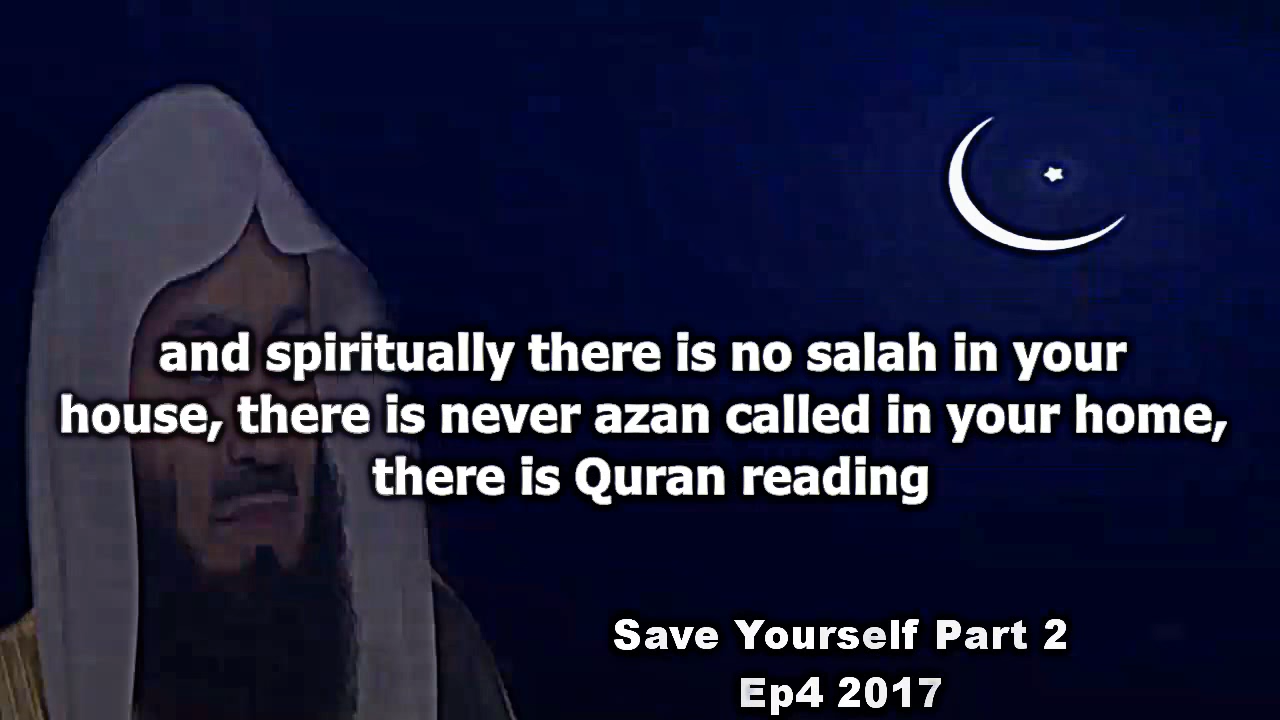 and spiritually there is no salah in your
house, there is never azan called in your home,
there is Quran reading
Save Yourself Part 2
Ep4 2017